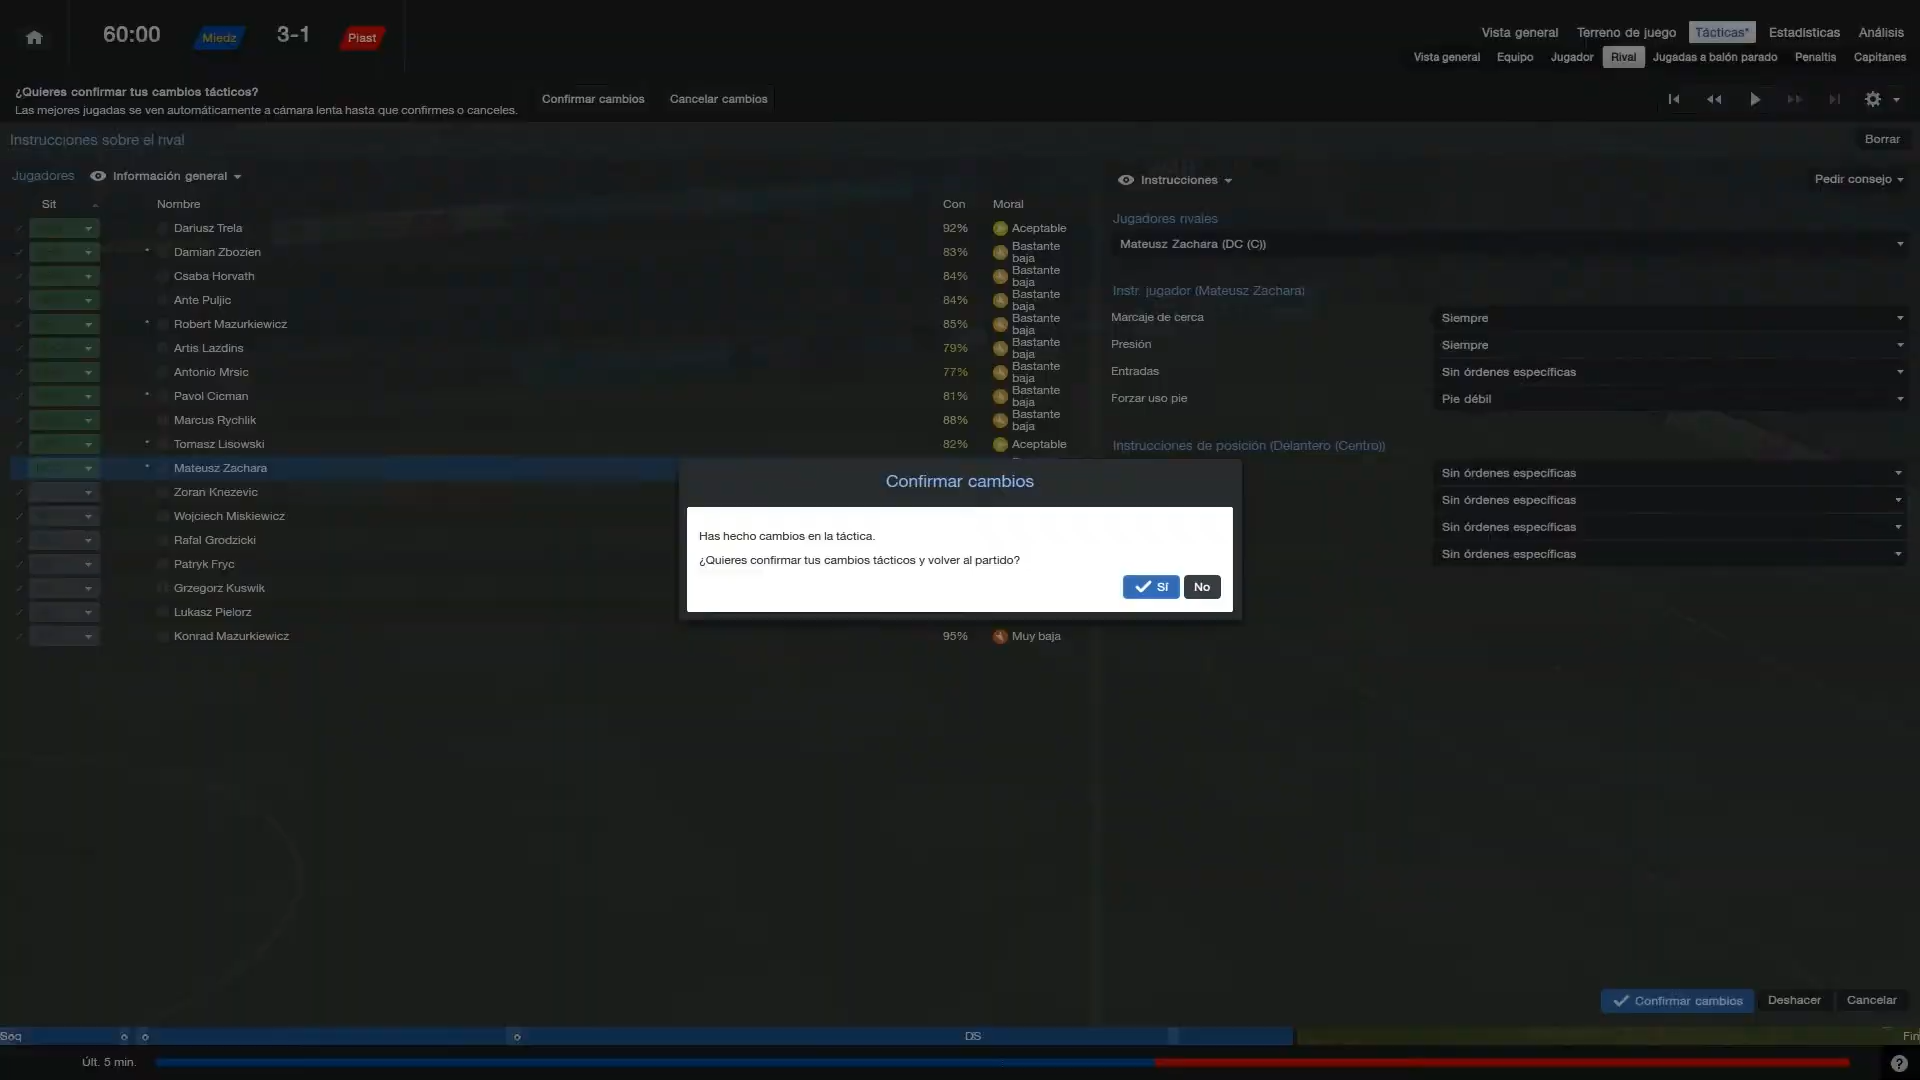 60:00
Miedz
3-1
Piast
Vista general Terreno de juego Tácticas* Estadísticas Análisis
Vista general Equipo Jugador Rival Jugadas a balón parado Penaltis Capitanes
¿Quieres confirmar tus cambios tácticos?
Las mejores jugadas se ven automáticamente a cámara lenta hasta que confirmes o canceles.
Confirmar cambios Cancelar cambios
Instrucciones sobre el rival
Borrar
Jugadores Información general
Instrucciones
Pedir consejo
Sit Nombre Con Moral
Dariusz Trela 92% Aceptable
Damian Zbozien 83% Bastante baja
Csaba Horvath 84% Bastante baja
Ante Puljic 84% Bastante baja
Robert Mazurkiewicz 85% Bastante baja
Artis Lazdins 79% Bastante baja
Antonio Mrsic 77% Bastante baja
Pavol Cicman 81% Bastante baja
Marcus Rychlik 88% Bastante baja
Tomasz Lisowski 82% Aceptable
Mateusz Zachara
Zoran Knezevic
Wojciech Miskiewicz
Rafal Grodzicki
Patryk Fryc
Grzegorz Kuswik
Lukasz Pielorz
Konrad Mazurkiewicz 95% Muy baja
Jugadores rivales
Mateusz Zachara (DC (C))
Instr. jugador (Mateusz Zachara)
Marcaje de cerca Siempre
Presión Siempre
Entradas Sin órdenes específicas
Forzar uso pie Pie débil
Instrucciones de posición (Delantero (Centro))
Sin órdenes específicas
Sin órdenes específicas
Sin órdenes específicas
Sin órdenes específicas
Confirmar cambios
Has hecho cambios en la táctica.
¿Quieres confirmar tus cambios tácticos y volver al partido?
Sí No
Confirmar cambios Deshacer Cancelar
Saq
DS
Fin
Últ. 5 min.
?